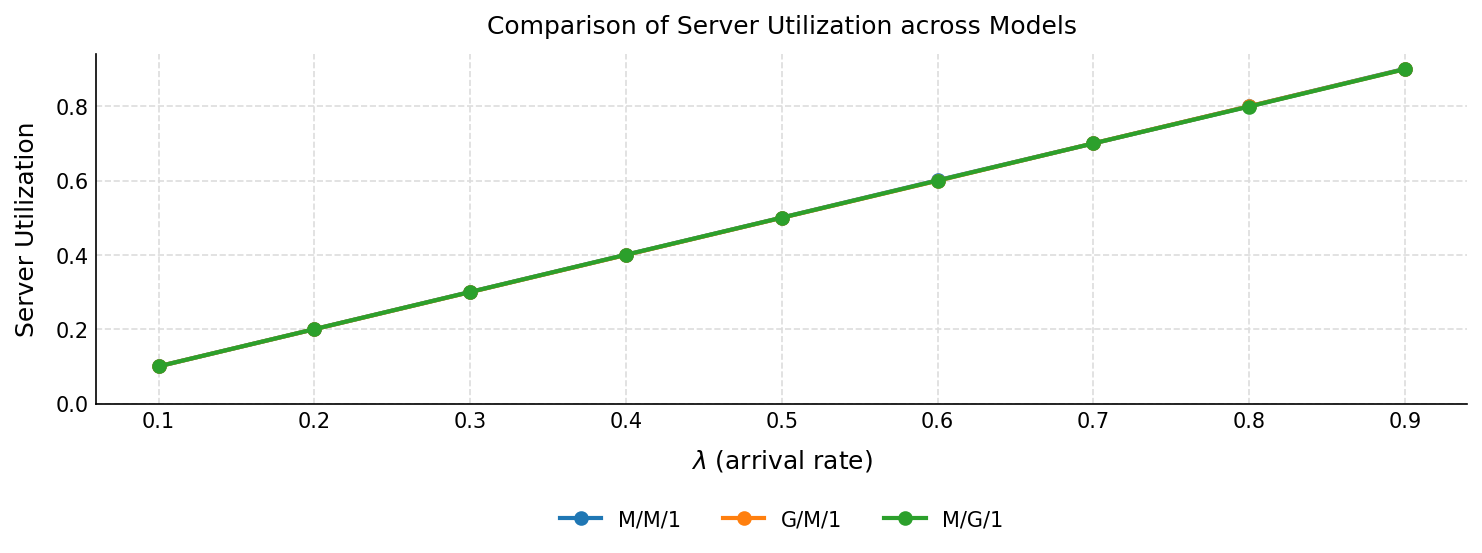 Comparison of Server Utilization across Models
Server Utilization
0.8
0.6
0.4
0.2
0.0
0.1 0.2 0.3 0.4 0.5 0.6 0.7 0.8 0.9
λ (arrival rate)
M/M/1 G/M/1 M/G/1